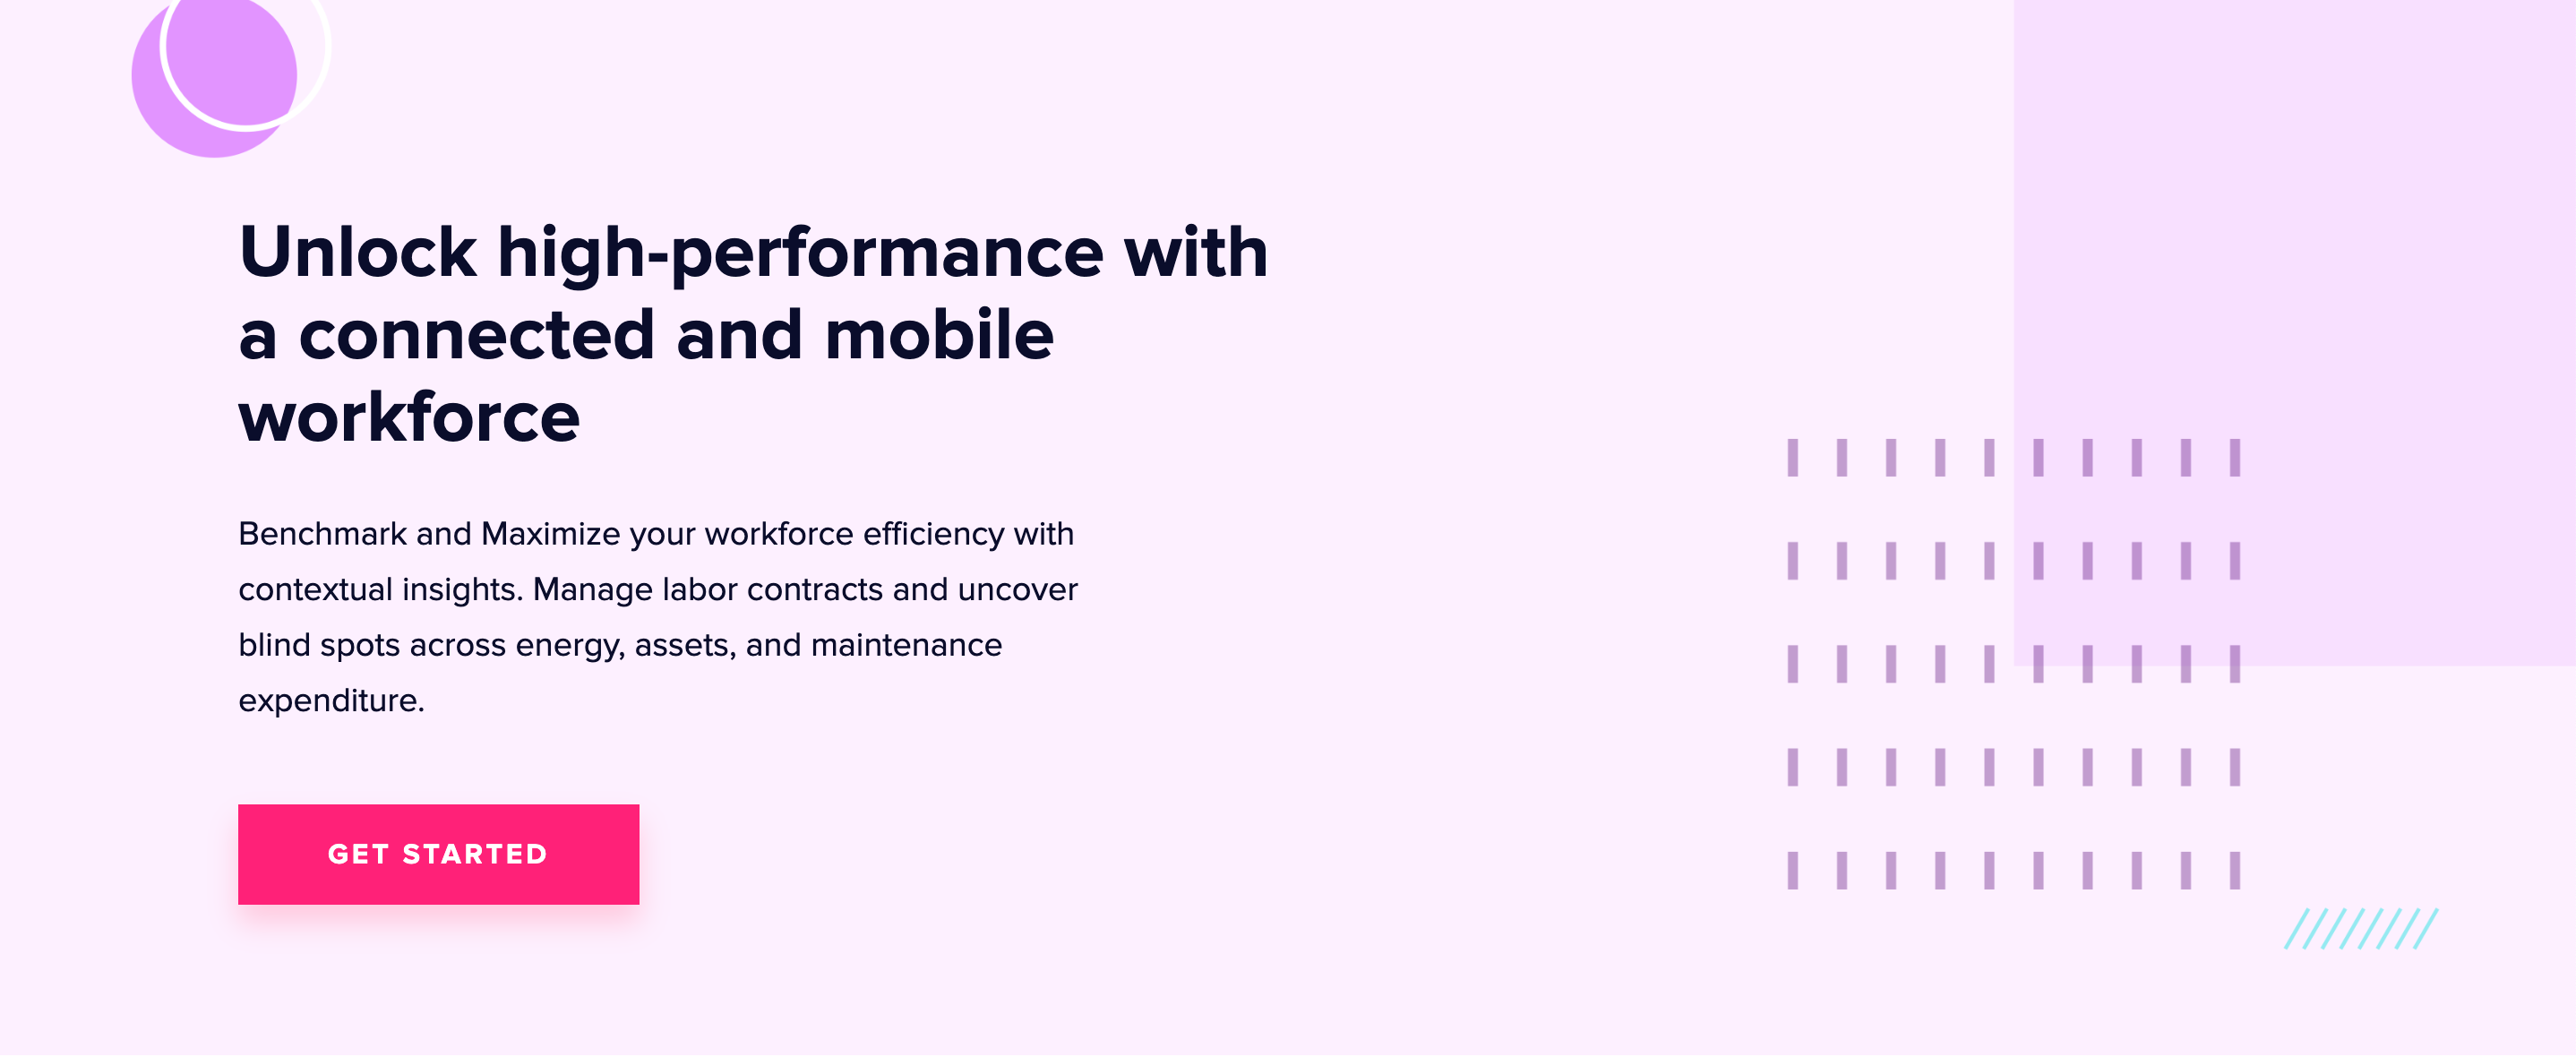 Unlock high-performance with
a connected and mobile
workforce
Benchmark and Maximize your workforce efficiency with
contextual insights. Manage labor contracts and uncover
blind spots across energy, assets, and maintenance
expenditure.
GET STARTED